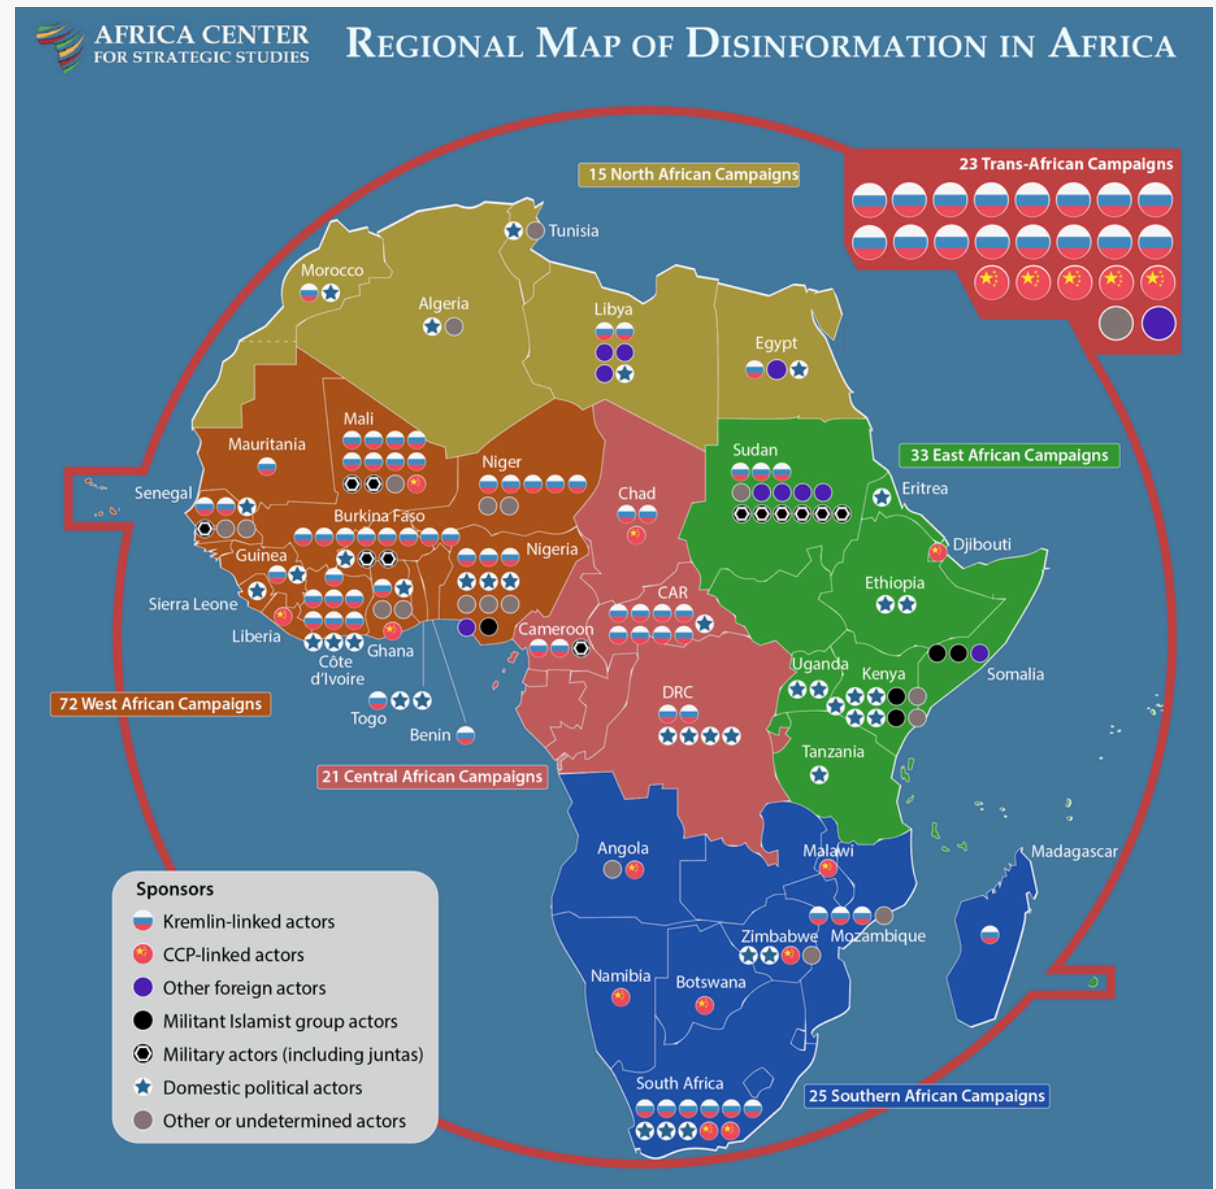 AFRICA CENTER
FOR STRATEGIC STUDIES
REGIONAL MAP OF DISINFORMATION IN AFRICA
23 Trans-African Campaigns
15 North African Campaigns
Tunisia
Morocco
Algeria
Libya
Egypt
Mali
Mauritania
Sudan
33 East African Campaigns
Niger
Senegal
Chad
Eritrea
Burkina Faso
Djibouti
Guinea
Nigeria
Ethiopia
CAR
Sierra Leone
Cameroon
Liberia
Ghana
Côte
d’Ivoire
Uganda
Kenya
Somalia
DRC
72 West African Campaigns
Togo
Benin
Tanzania
21 Central African Campaigns
Angola
Malawi
Madagascar
Sponsors
Kremlin-linked actors
CCP-linked actors
Other foreign actors
Militant Islamist group actors
Military actors (including juntas)
Domestic political actors
Other or undetermined actors
Zimbabwe
Mozambique
Namibia
Botswana
South Africa
25 Southern African Campaigns